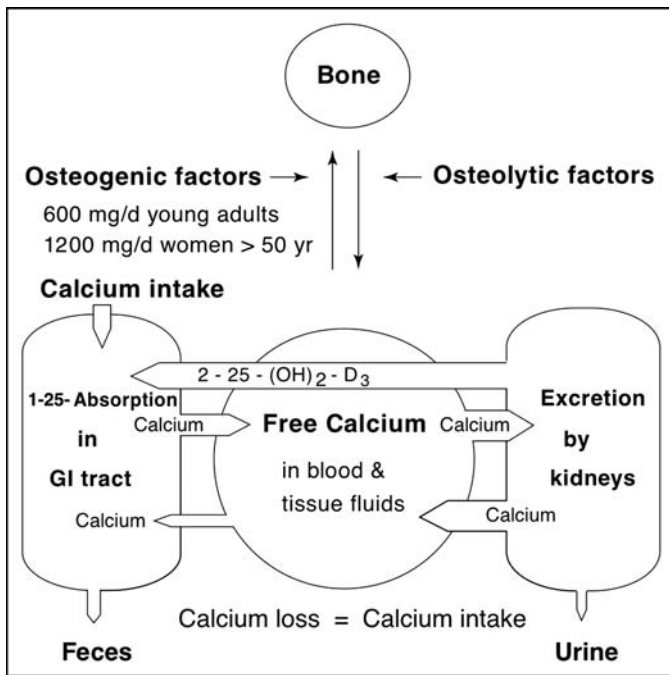 Bone
Osteogenic factors
Osteolytic factors
600 mg/d young adults
1200 mg/d women > 50 yr
Calcium intake
2 - 25 - (OH)2 - D3
1-25- Absorption
in
GI tract
Calcium
Calcium
Free Calcium
in blood &
tissue fluids
Calcium
Calcium
Excretion
by
kidneys
Calcium loss = Calcium intake
Feces
Urine